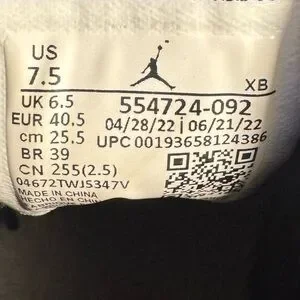 US
7.5
XB
UK 6.5
EUR 40.5
cm 25.5
BR 39
CN 255(2.5)
04672TWJS347V
MADE IN CHINA
HECHO EN CHINA
554724-092
04/28/22 | 06/21/22
UPC 00193658124386